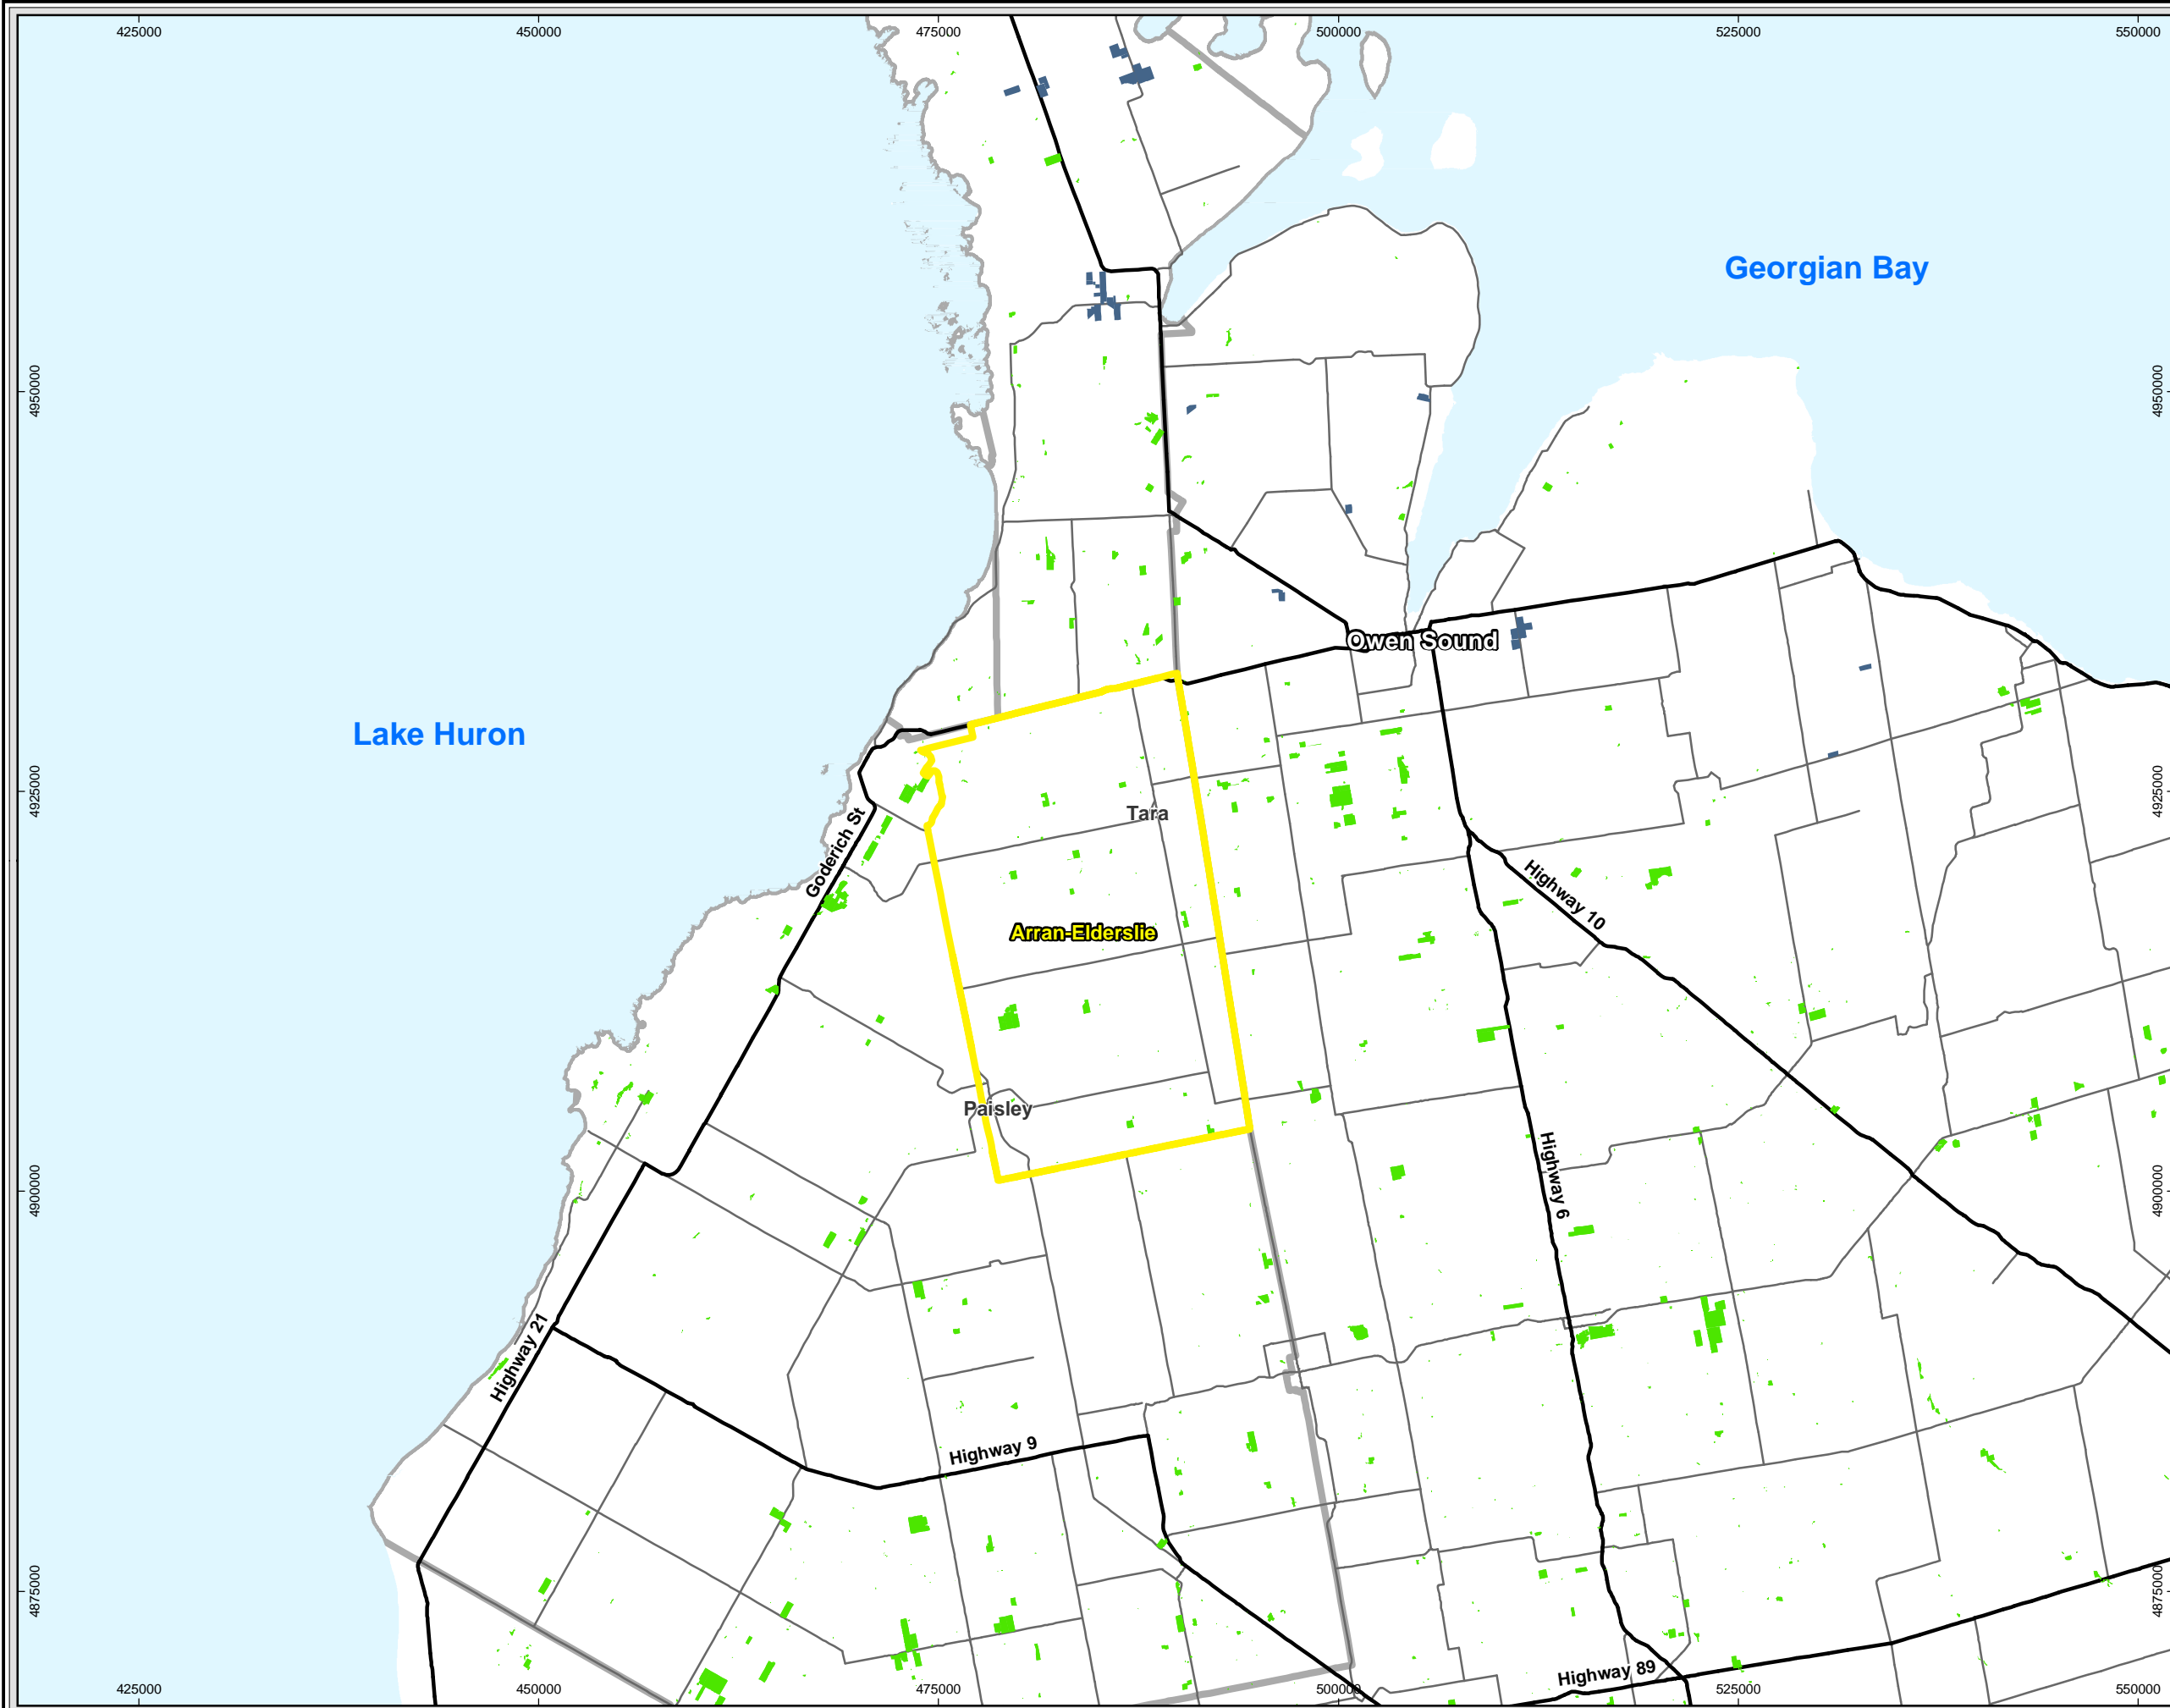 425000 450000 475000 500000 525000 550000
Georgian Bay
4950000 4950000
Owen Sound
Lake Huron
4925000 4925000
Tara
Goderich St
Highway 10
Arran-Elderslie
Paisley
Highway 6
4900000 4900000
Highway 21
Highway 9
4875000 4875000
Highway 89
425000 450000 475000 500000 525000 550000